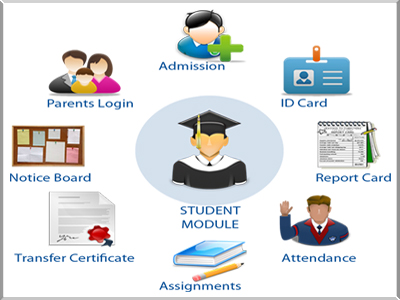 Admission
Parents Login
ID Card
Notice Board
Report Card
STUDENT
MODULE
Transfer Certificate
Attendance
Assignments